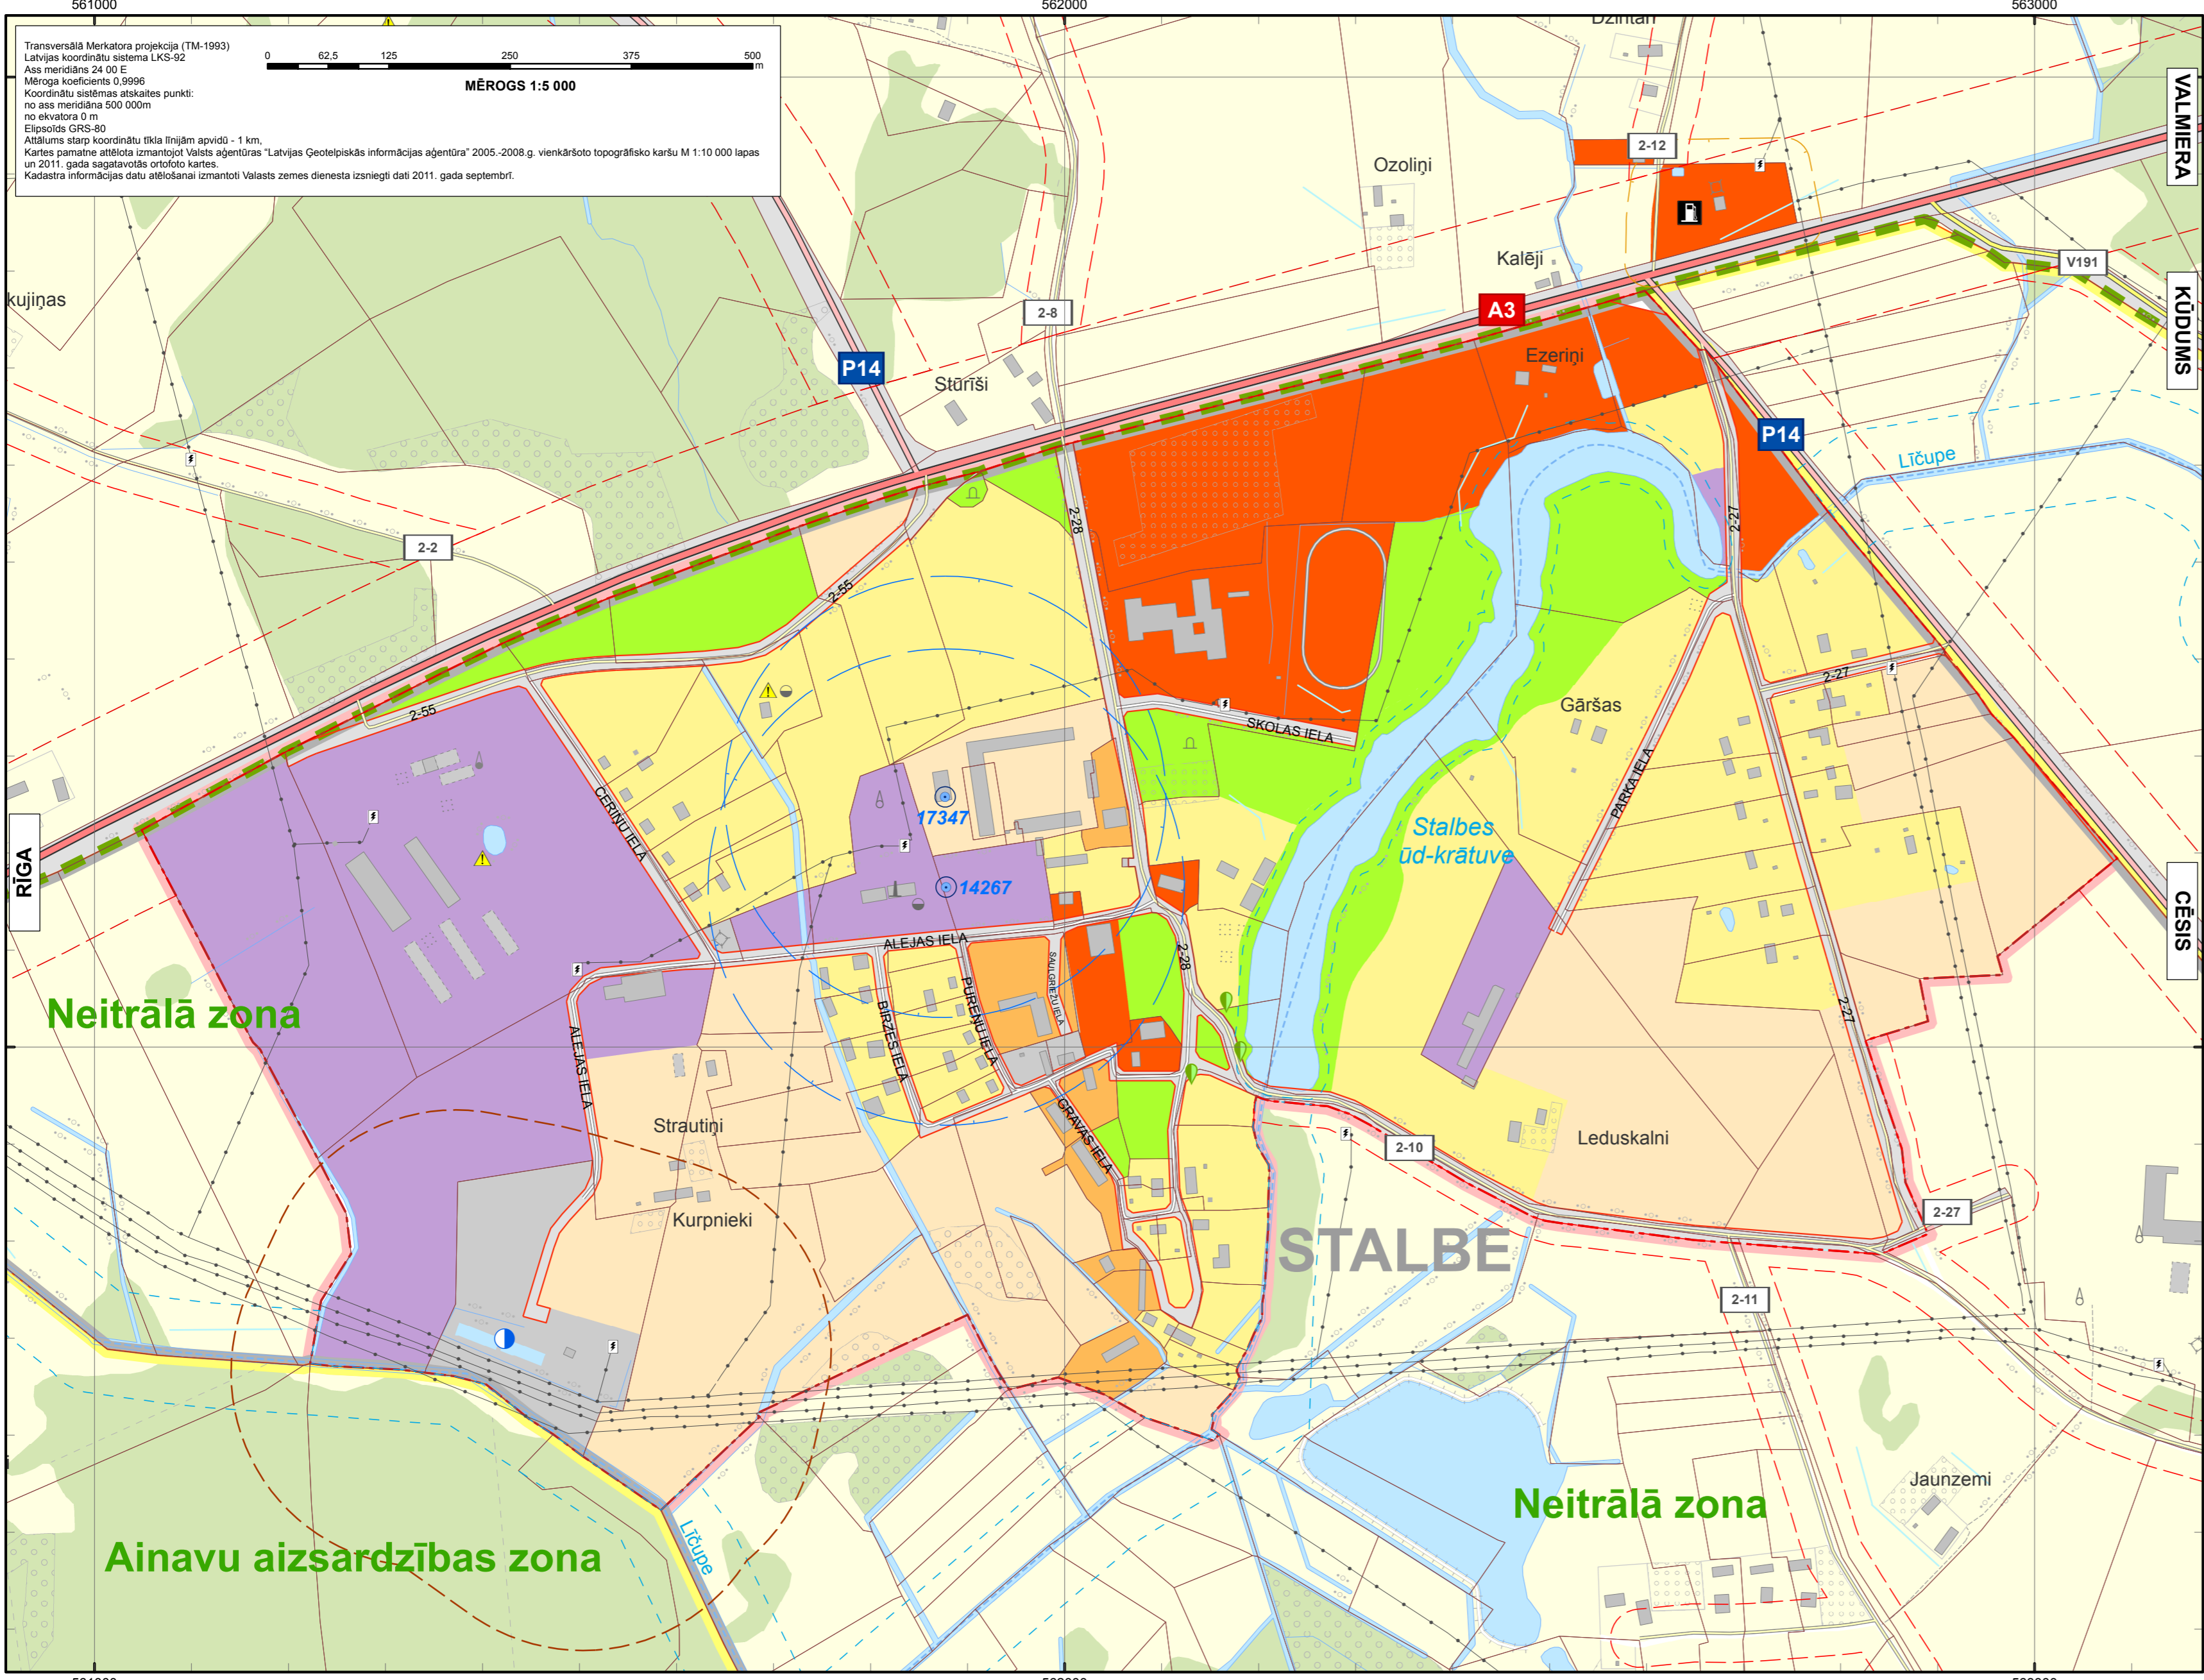 561000
562000
563000
Transversālā Merkatora projekcija (TM-1993)
Latvijas koordinātu sistema LKS-92
Ass meridiāns 24 00 E
Mēroga koeficients 0,9996
Koordinātu sistēmas atskaites punkti:
no ass meridiāna 500 000m
no ekvatora 0 m
Elipsoīds GRS-80
Attālums starp koordinātu tīkla līnijām apvidū - 1 km,
Kartes pamatne attēlota izmantojot Valsts aģentūras "Latvijas Ģeotelpiskās informācijas aģentūra" 2005.-2008.g. vienkāršoto topogrāfisko karšu M 1:10 000 lapas
un 2011. gada sagatavotās ortofoto kartes.
Kadastra informācijas datu atēlošanai izmantoti Valasts zemes dienesta izsniegti dati 2011. gada septembrī.
0 62,5 125 250 375 500
m
MĒROGS 1:5 000
Dzintari
VALMIERA
2-12
Ozoliņi
Kalēji
V191
KŪDUMS
kujiņas
2-8
A3
P14
Ezeriņi
Stūrīši
P14
Līčupe
2-28
2-27
2-2
2-55
2-55
2-27
SKOLAS IELA
Gāršas
PARKA IELA
CERIŅU IELA
17347
Stalbes
ūd-krātuve
RĪGA
14267
CĒSIS
ALEJAS IELA
2-28
SAULGRIEŽU IELA
PUREŅU IELA
BIRZES IELA
2-27
Neitrālā zona
ALEJAS IELA
GRAVAS IELA
Strautiņi
2-10
Leduskalni
Kurpnieki
2-27
STALBE
2-11
Jaunzemi
Neitrālā zona
Līčupe
Ainavu aizsardzības zona